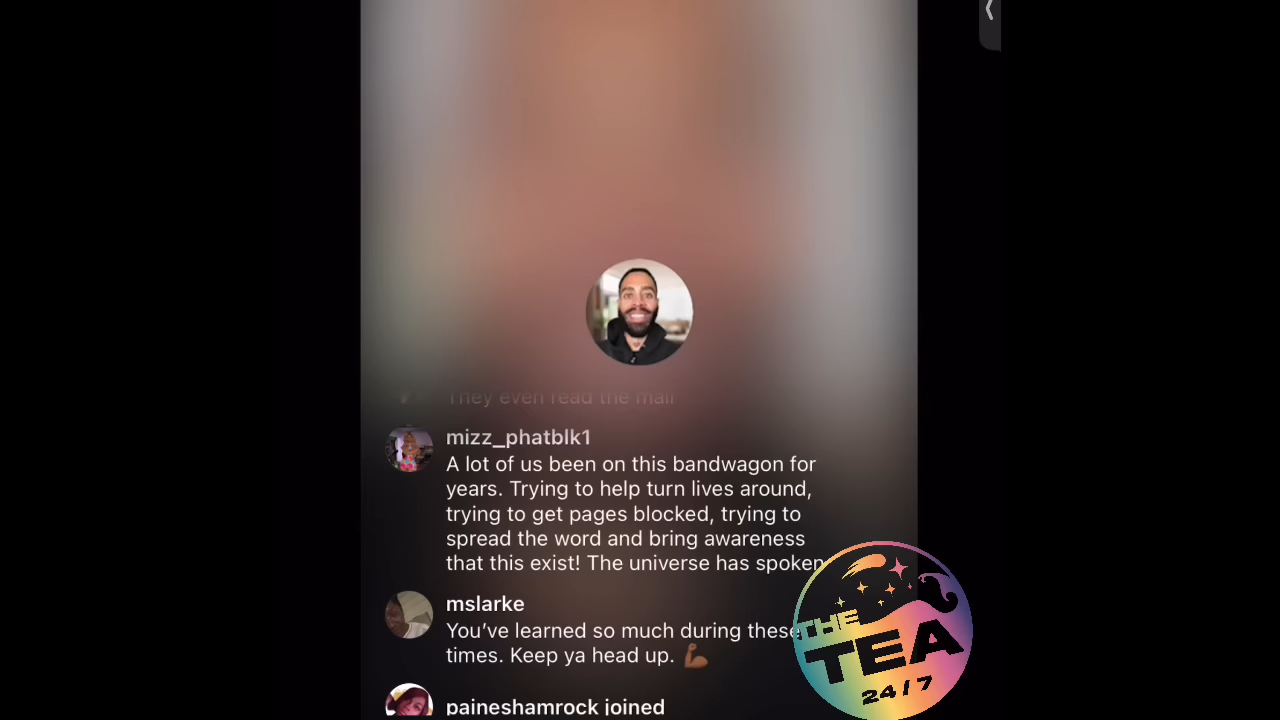 They even read the mail
mizz_phatblk1
A lot of us been on this bandwagon for
years. Trying to help turn lives around,
trying to get pages blocked, trying to
spread the word and bring awareness
that this exist! The universe has spoken
mslarke
You’ve learned so much during these
times. Keep ya head up. 💪🏾
paineshamrock joined
THE
TEA
24/7